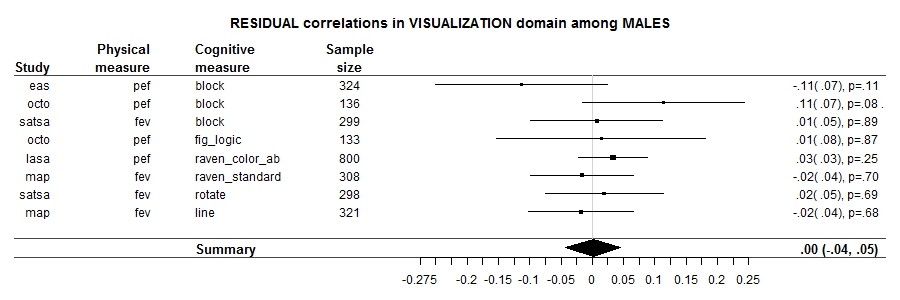 RESIDUAL correlations in VISUALIZATION domain among MALES
Physical Cognitive Sample
Study measure measure size
eas pef block 324 -.11( .07), p=.11
octo pef block 136 .11(.07), p=.08 .
satsa fev block 299 .01( .05), p=.89
octo pef fig_logic 133 .01( .08), p=.87
lasa pef raven_color_ab 800 .03( .03), p=.25
map fev raven_standard 308 -.02( .04), p=.70
satsa fev rotate 298 .02( .05), p=.69
map fev line 321 -.02( .04), p=.68
Summary .00 (-.04, .05)
-0.275 -0.2 -0.15 -0.1 -0.05 0 0.05 0.1 0.15 0.2 0.25